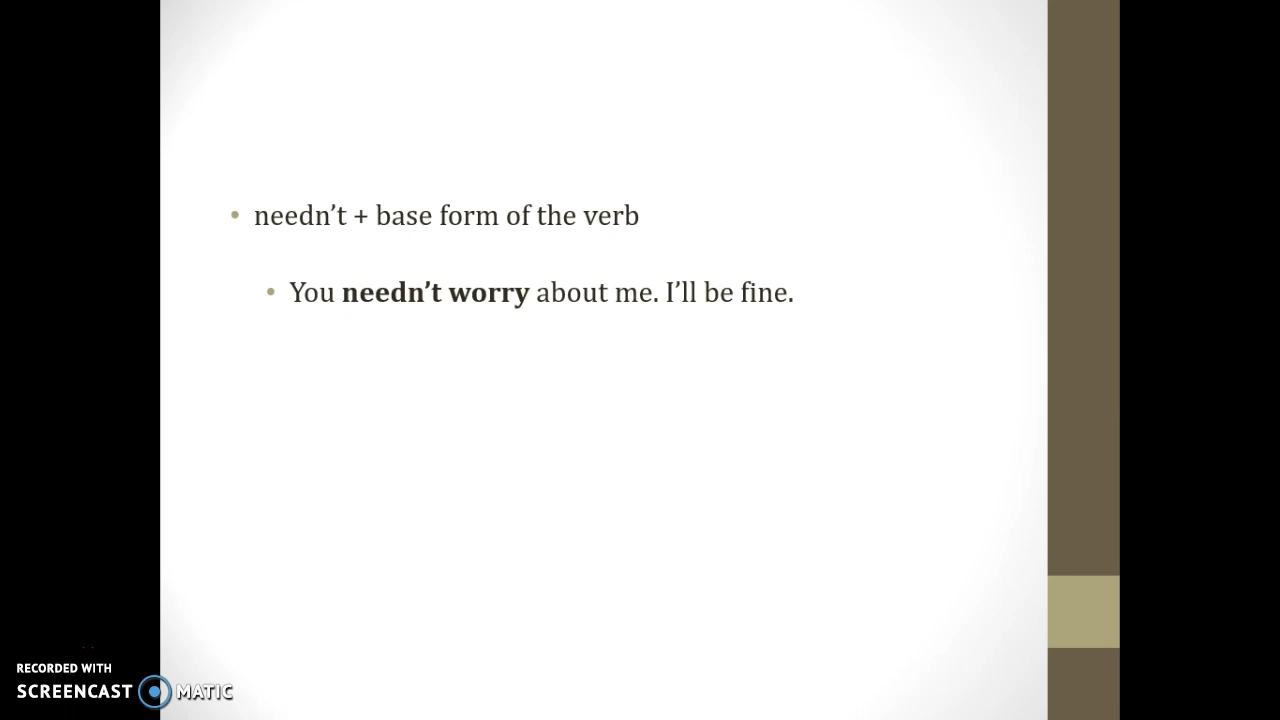 • needn’t + base form of the verb
• You needn’t worry about me. I’ll be fine.
RECORDED WITH
SCREENCAST MATIC